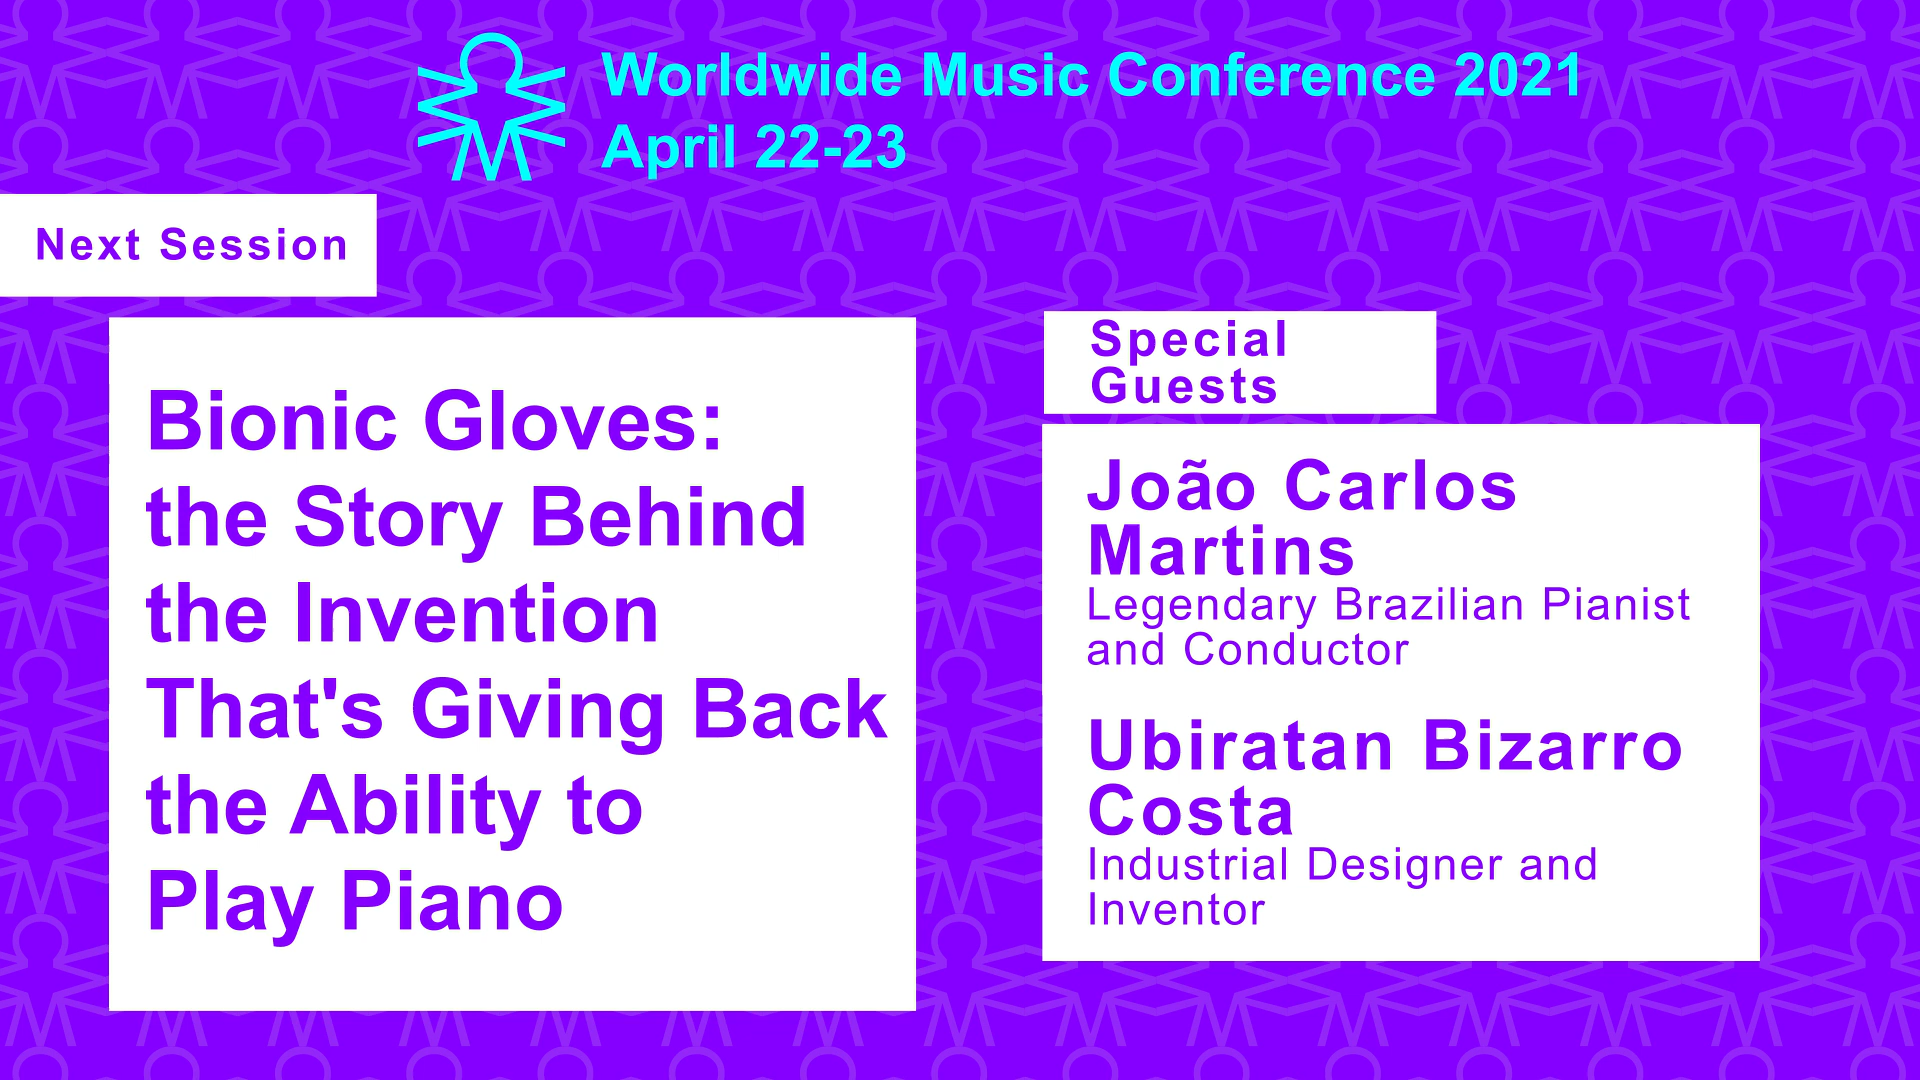 Worldwide Music Conference 2021
April 22-23
Next Session
Bionic Gloves:
the Story Behind
the Invention
That's Giving Back
the Ability to
Play Piano
Special
Guests
João Carlos
Martins
Legendary Brazilian Pianist
and Conductor
Ubiratan Bizarro
Costa
Industrial Designer and
Inventor